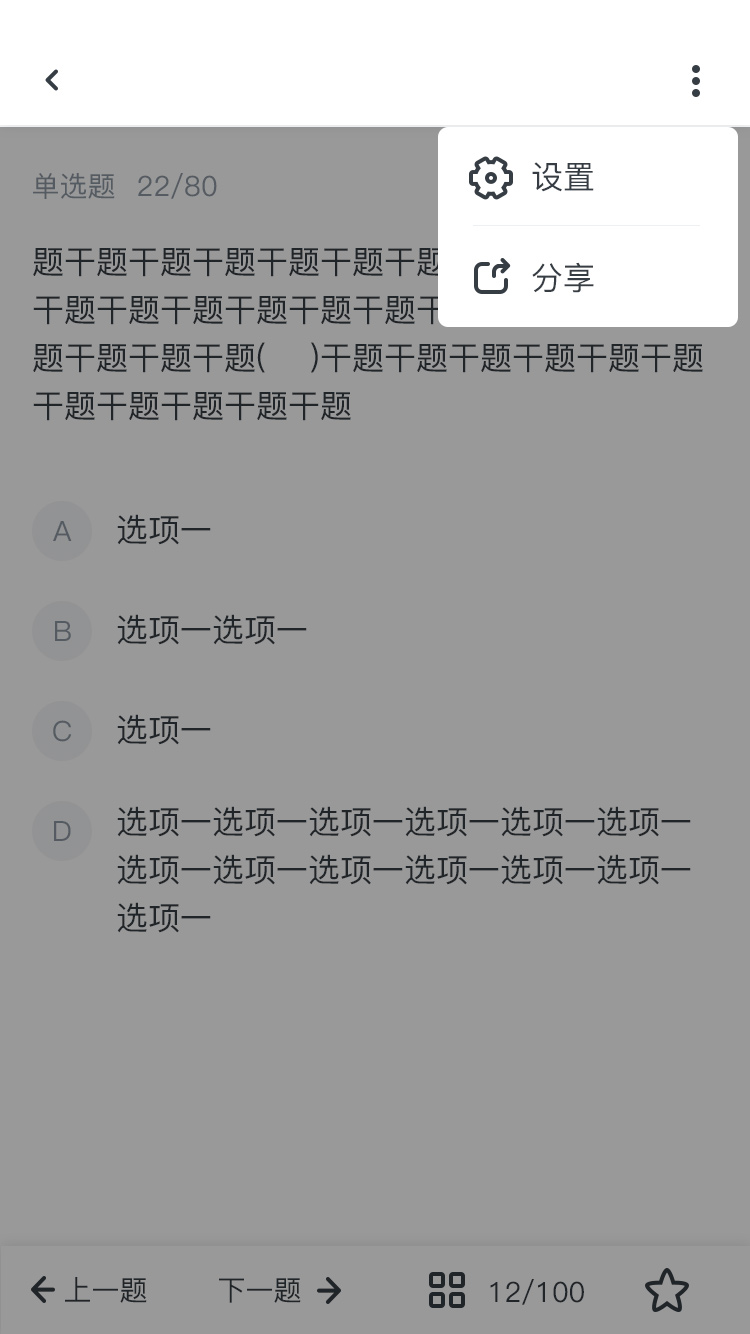 单选题 22/80
设置
分享
题干题干题干题干题干题干题
干题干题干题干题干题干题干
题干题干题干题(    )干题干题干题干题干题干题
干题干题干题干题干题
A 选项一
B 选项一选项一
C 选项一
D 选项一选项一选项一选项一选项一选项一
选项一选项一选项一选项一选项一选项一
选项一
上一题 下一题 12/100